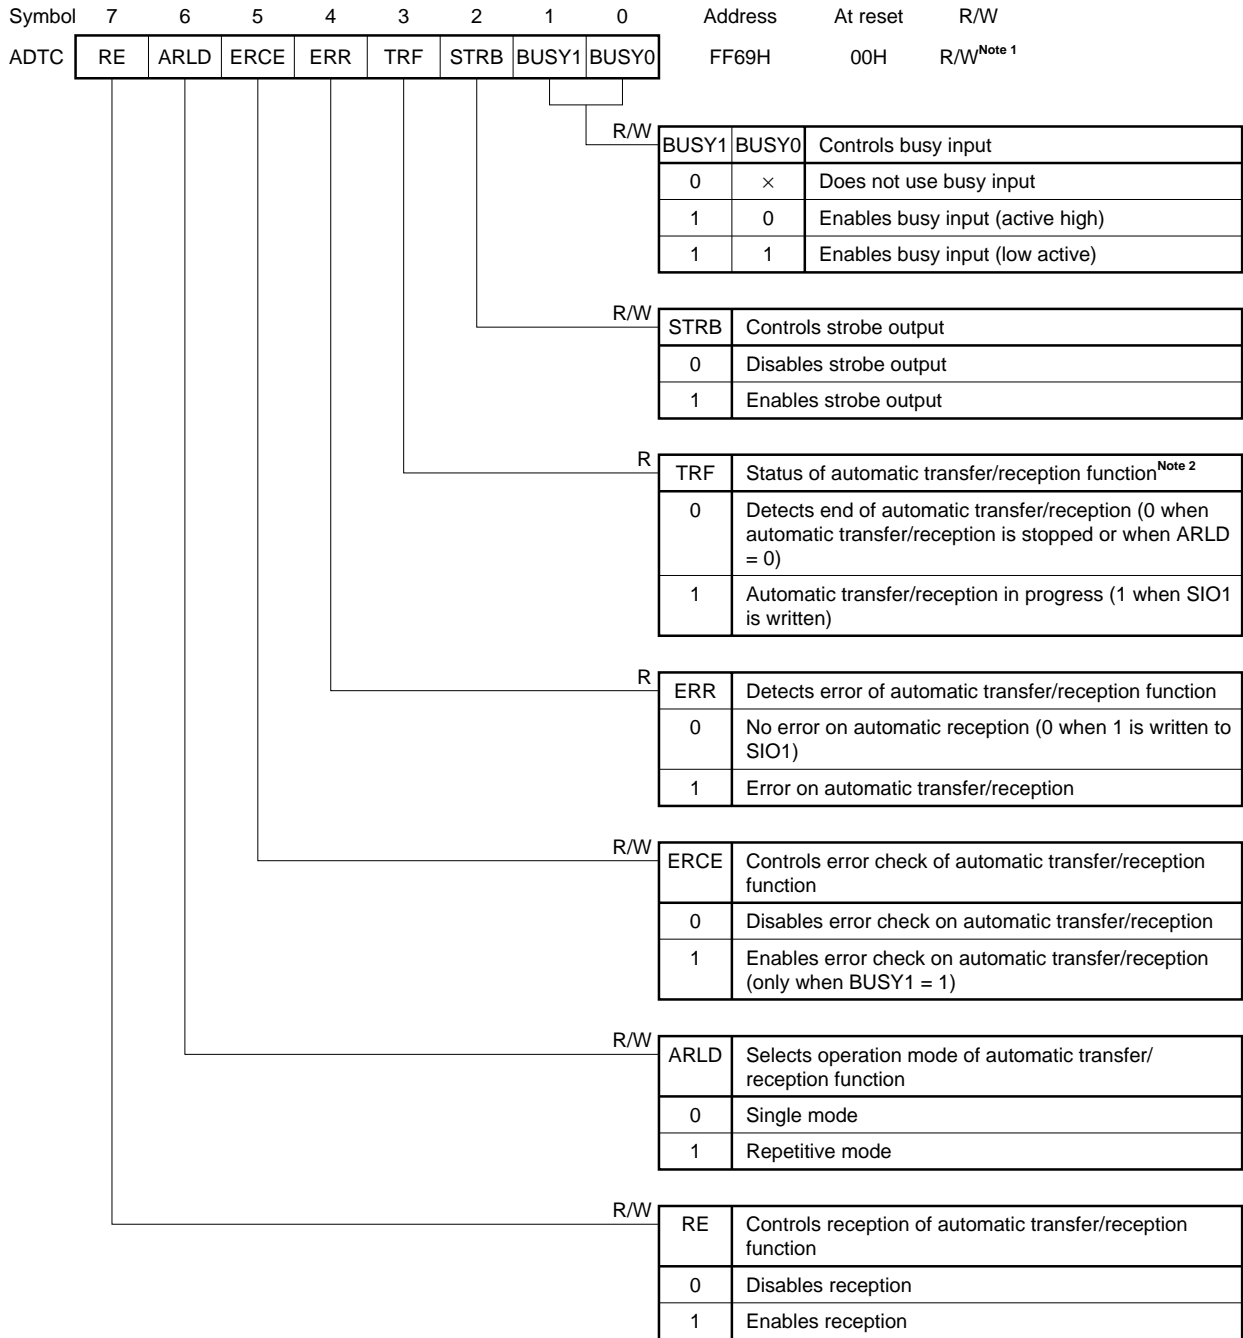 Symbol 7 6 5 4 3 2 1 0 Address At reset R/W
ADTC RE ARLD ERCE ERR TRF STRB BUSY1 BUSY0 FF69H 00H R/W Note 1
R/W
BUSY1 BUSY0 Controls busy input
0 × Does not use busy input
1 0 Enables busy input (active high)
1 1 Enables busy input (low active)
R/W
STRB Controls strobe output
0 Disables strobe output
1 Enables strobe output
R
TRF Status of automatic transfer/reception function Note 2
0 Detects end of automatic transfer/reception (0 when
automatic transfer/reception is stopped or when ARLD
= 0)
1 Automatic transfer/reception in progress (1 when SIO1
is written)
R
ERR Detects error of automatic transfer/reception function
0 No error on automatic reception (0 when 1 is written to
SIO1)
1 Error on automatic transfer/reception
R/W
ERCE Controls error check of automatic transfer/reception
function
0 Disables error check on automatic transfer/reception
1 Enables error check on automatic transfer/reception
(only when BUSY1 = 1)
R/W
ARLD Selects operation mode of automatic transfer/
reception function
0 Single mode
1 Repetitive mode
R/W
RE Controls reception of automatic transfer/reception
function
0 Disables reception
1 Enables reception